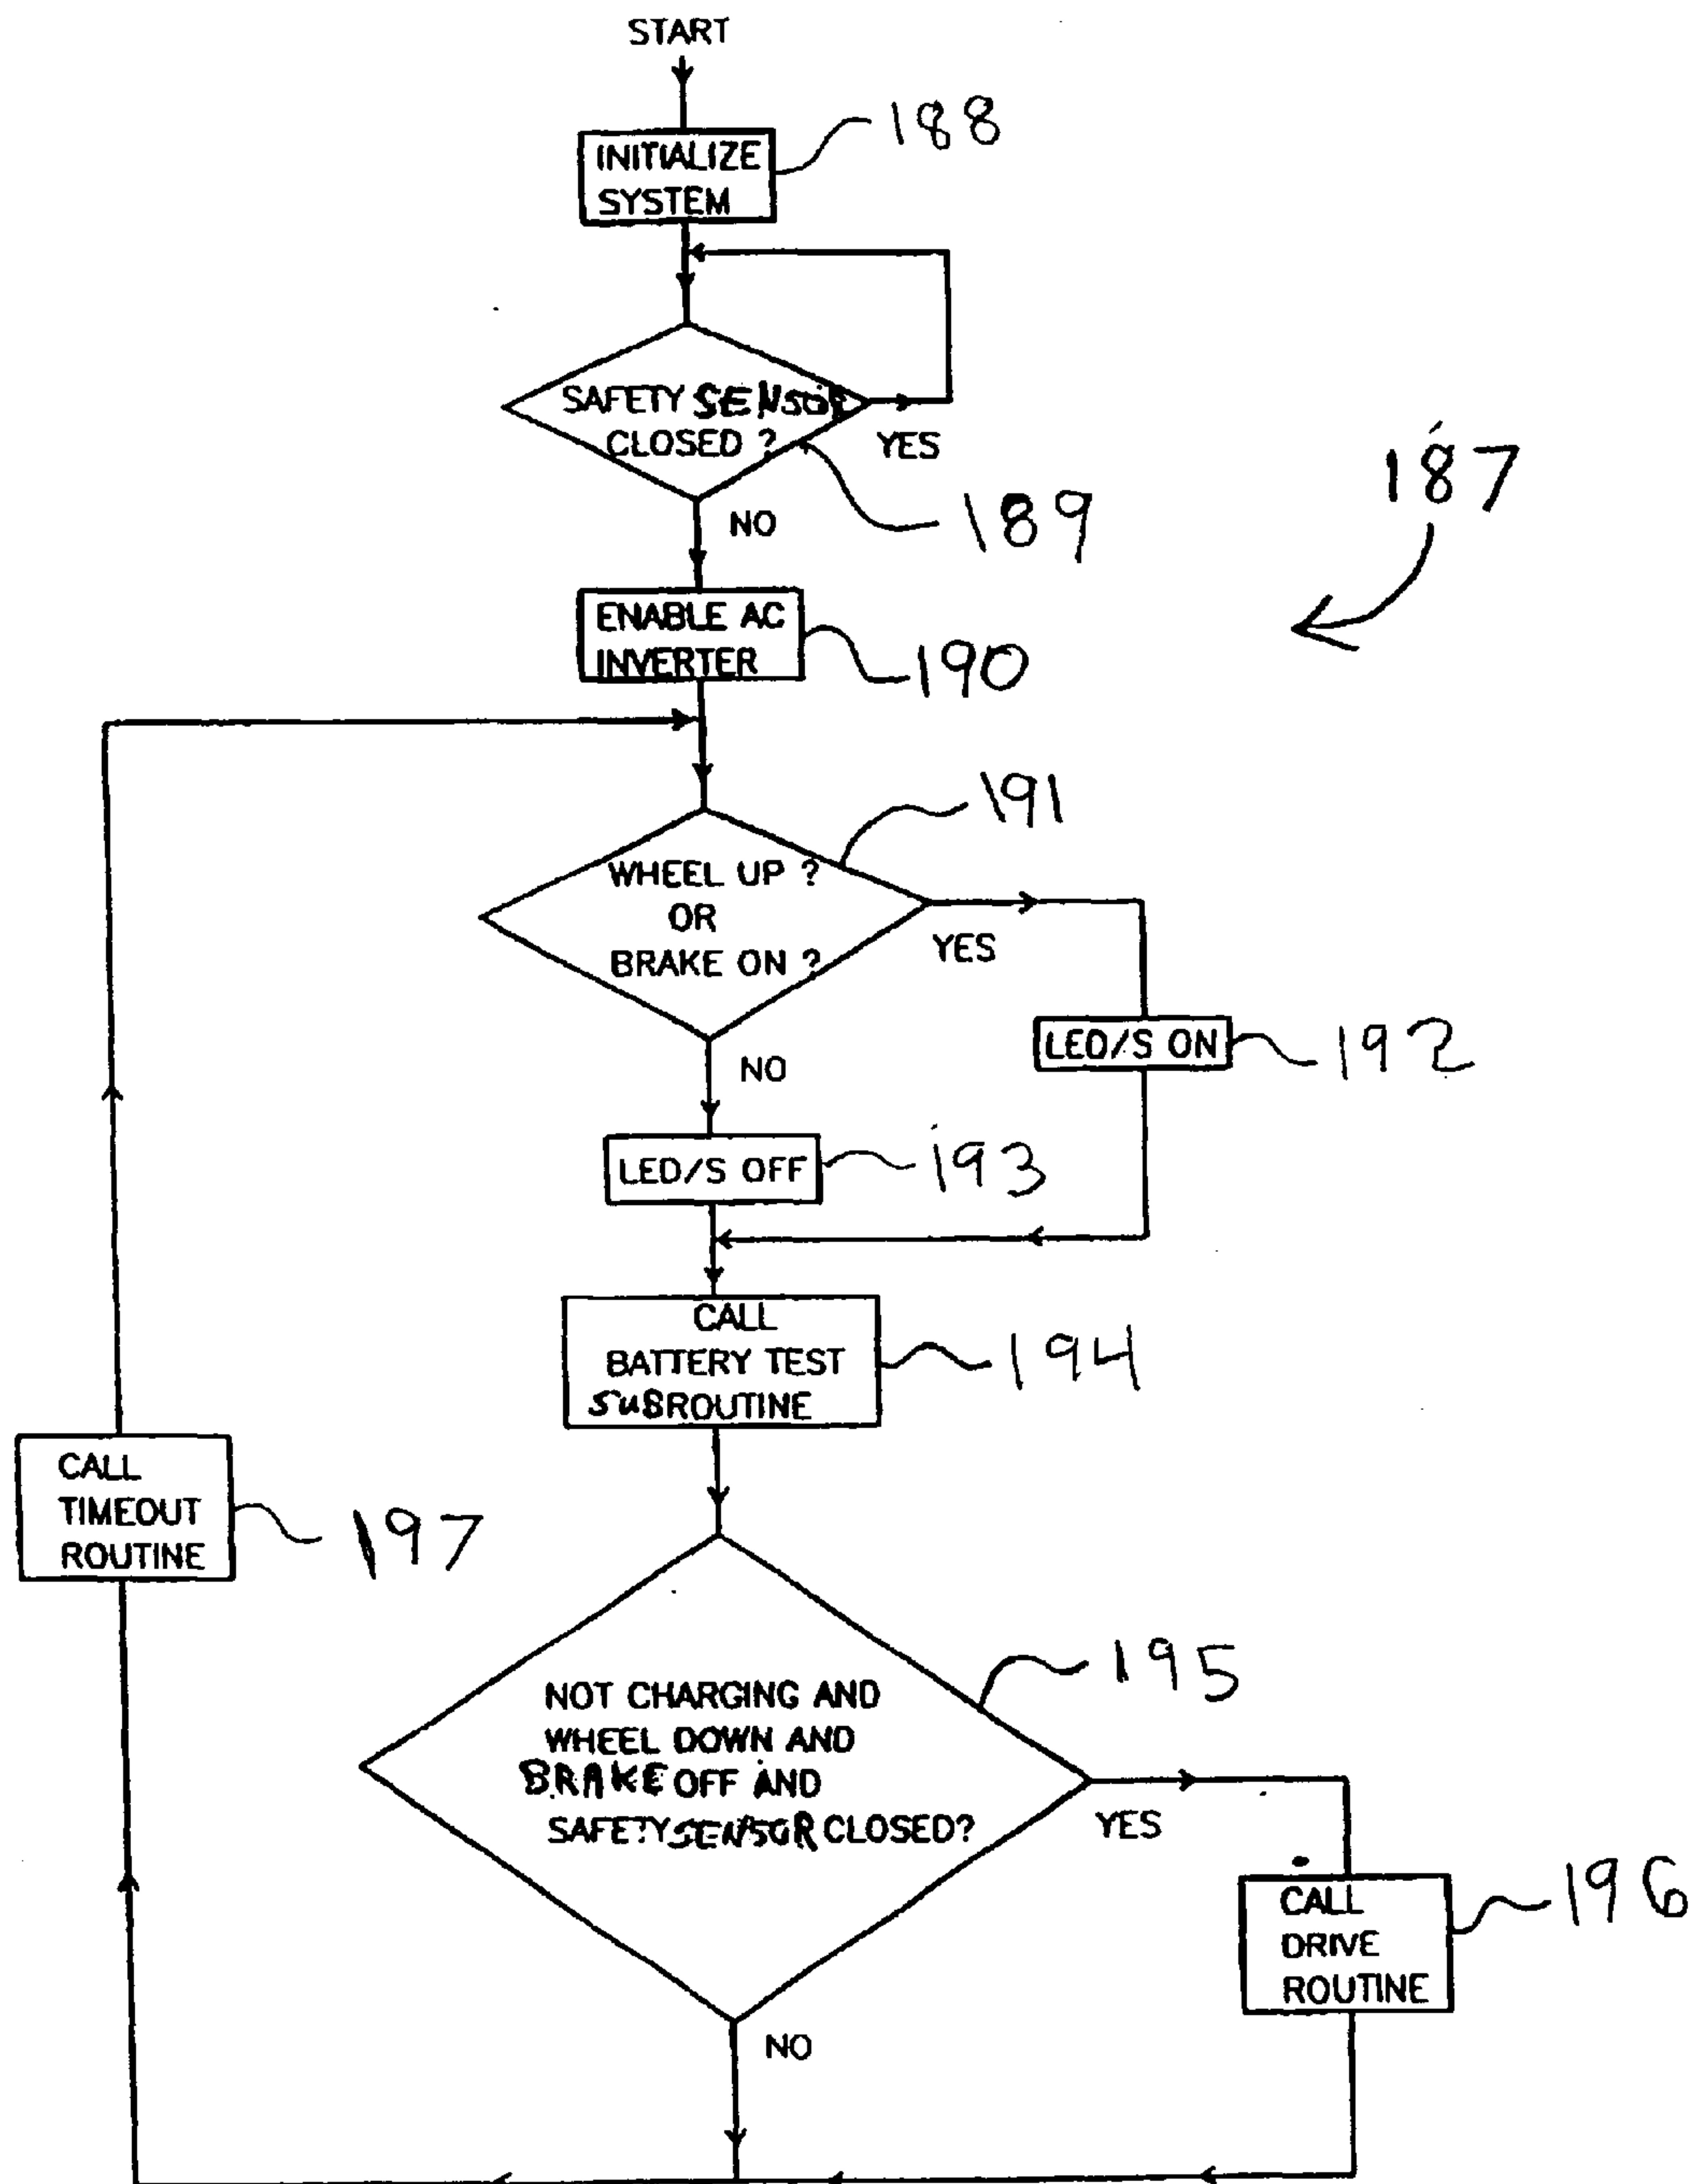 START
INITIALIZE
SYSTEM
188
SAFETY SENSOR
CLOSED ?
YES
189
NO
187
ENABLE AC
INVERTER
190
191
WHEEL UP ?
OR
BRAKE ON ?
YES
LED/S ON
192
NO
LED/S OFF
193
CALL
BATTERY TEST
SUBROUTINE
194
CALL
TIMEOUT
ROUTINE
197
195
NOT CHARGING AND
WHEEL DOWN AND
BRAKE OFF AND
SAFETY SENSOR CLOSED?
YES
CALL
DRIVE
ROUTINE
196
NO